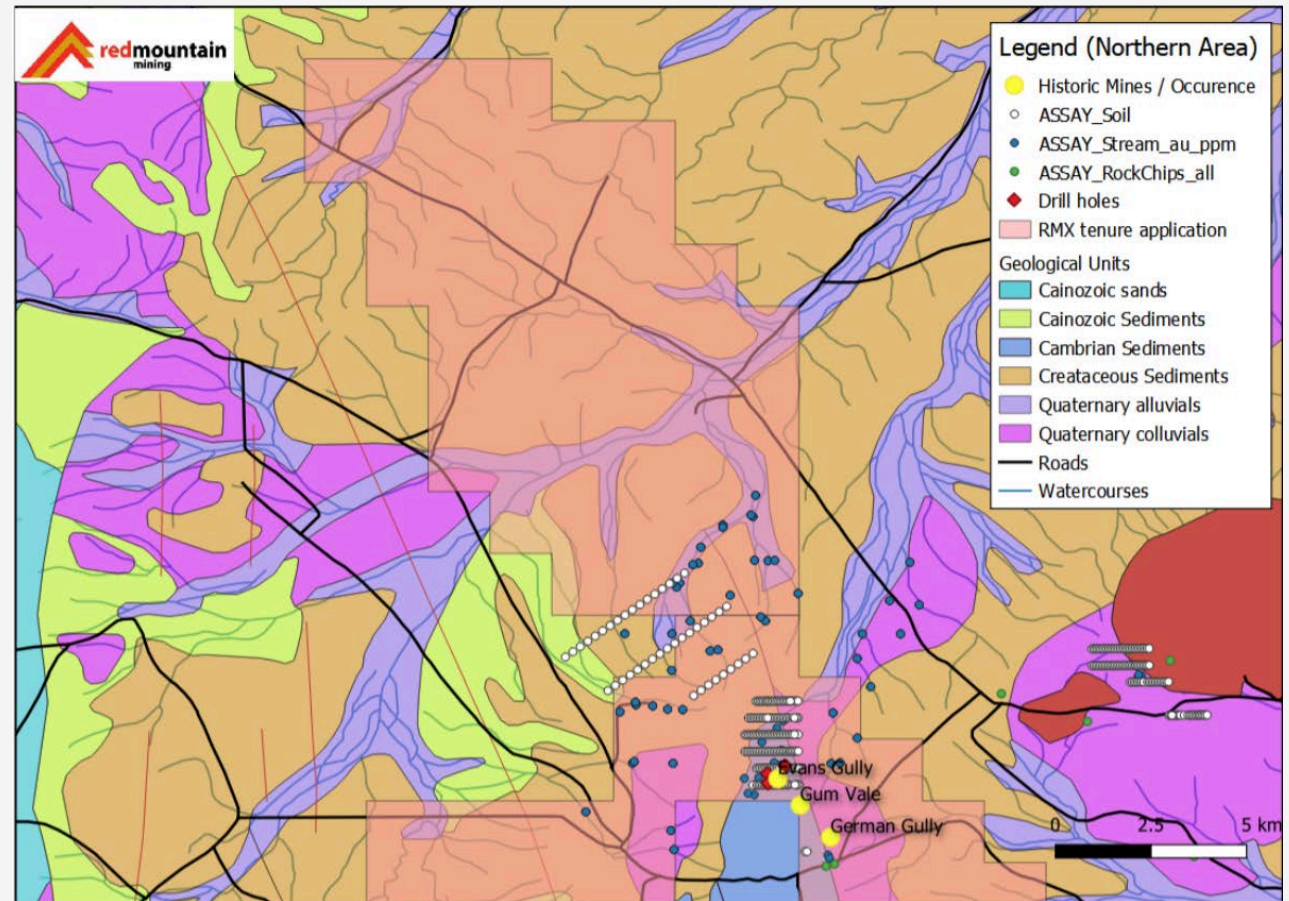 redmountain
mining
Legend (Northern Area)
Historic Mines / Occurence
ASSAY_Soil
ASSAY_Stream_au_ppm
ASSAY_RockChips_all
Drill holes
RMX tenure application
Geological Units
Cainozoic sands
Cainozoic Sediments
Cambrian Sediments
Creataceous Sediments
Quaternary alluvials
Quaternary colluvials
Roads
Watercourses
Evans Gully
Gum Vale
German Gully
0 2.5 5 km